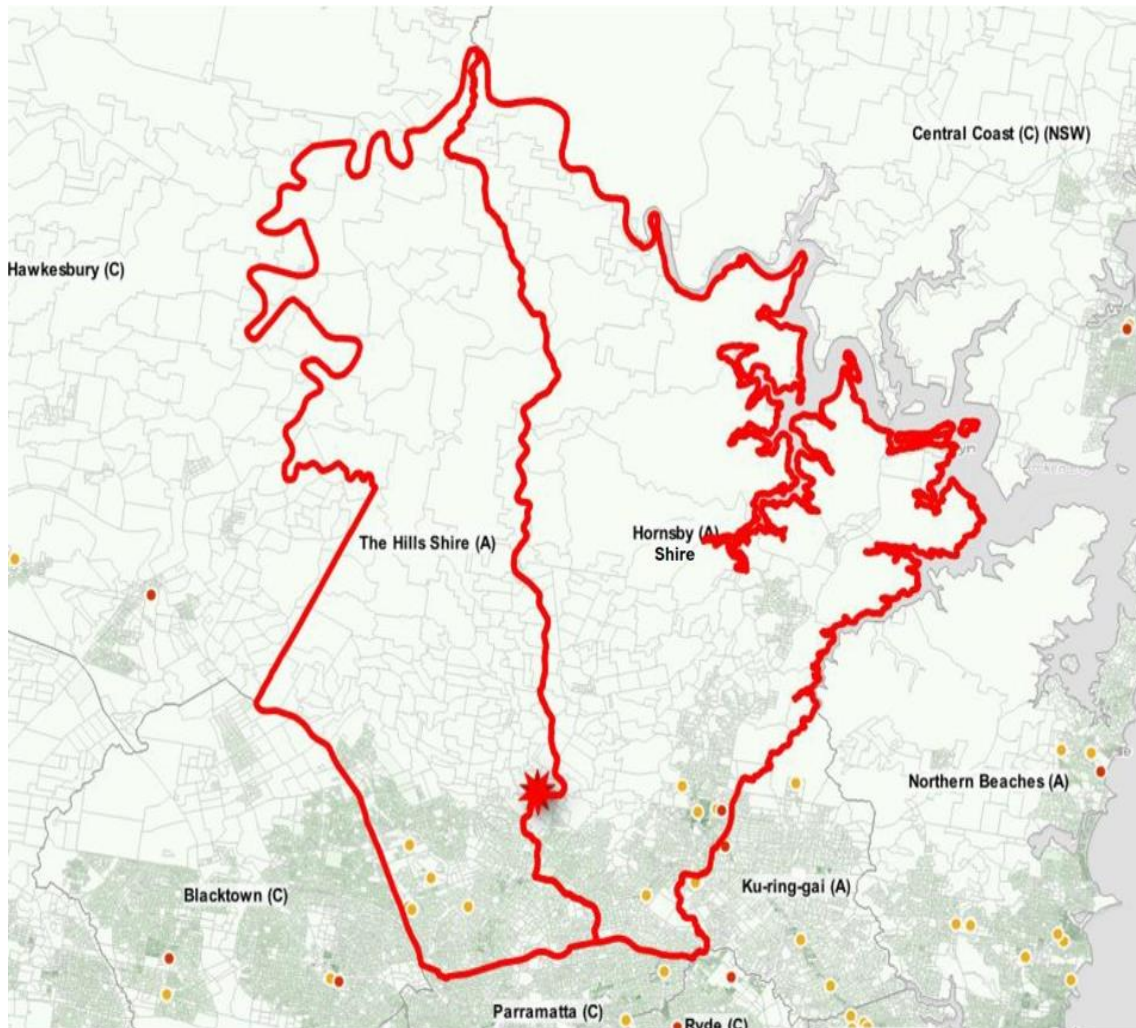 Central Coast (C) (NSW)
Hawkesbury (C)
The Hills Shire (A)
Hornsby (A)
Shire
Northern Beaches (A)
Ku-ring-gai (A)
Blacktown (C)
Parramatta (C)
Ryde (C)